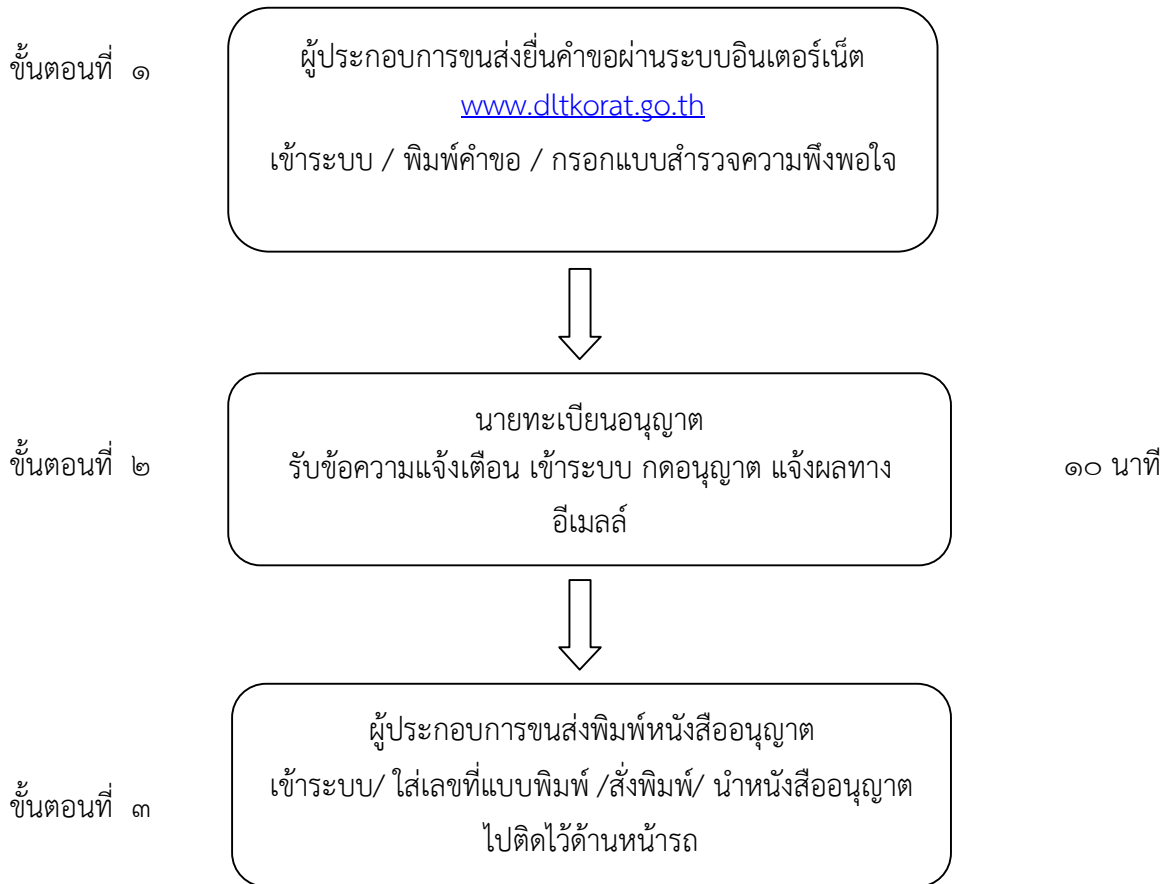 ขั้นตอนที่ ๑
ผู้ประกอบการขนส่งยื่นคำขอผ่านระบบอินเตอร์เน็ต
www.dltkorat.go.th
เข้าระบบ / พิมพ์คำขอ / กรอกแบบสำรวจความพึงพอใจ
ขั้นตอนที่ ๒
นายทะเบียนอนุญาต
รับข้อความแจ้งเตือน เข้าระบบ กดอนุญาต แจ้งผลทาง
อีเมลล์
๑๐ นาที
ขั้นตอนที่ ๓
ผู้ประกอบการขนส่งพิมพ์หนังสืออนุญาต
เข้าระบบ/ ใส่เลขที่แบบพิมพ์ /สั่งพิมพ์/ นำหนังสืออนุญาต
ไปติดไว้ด้านหน้ารถ